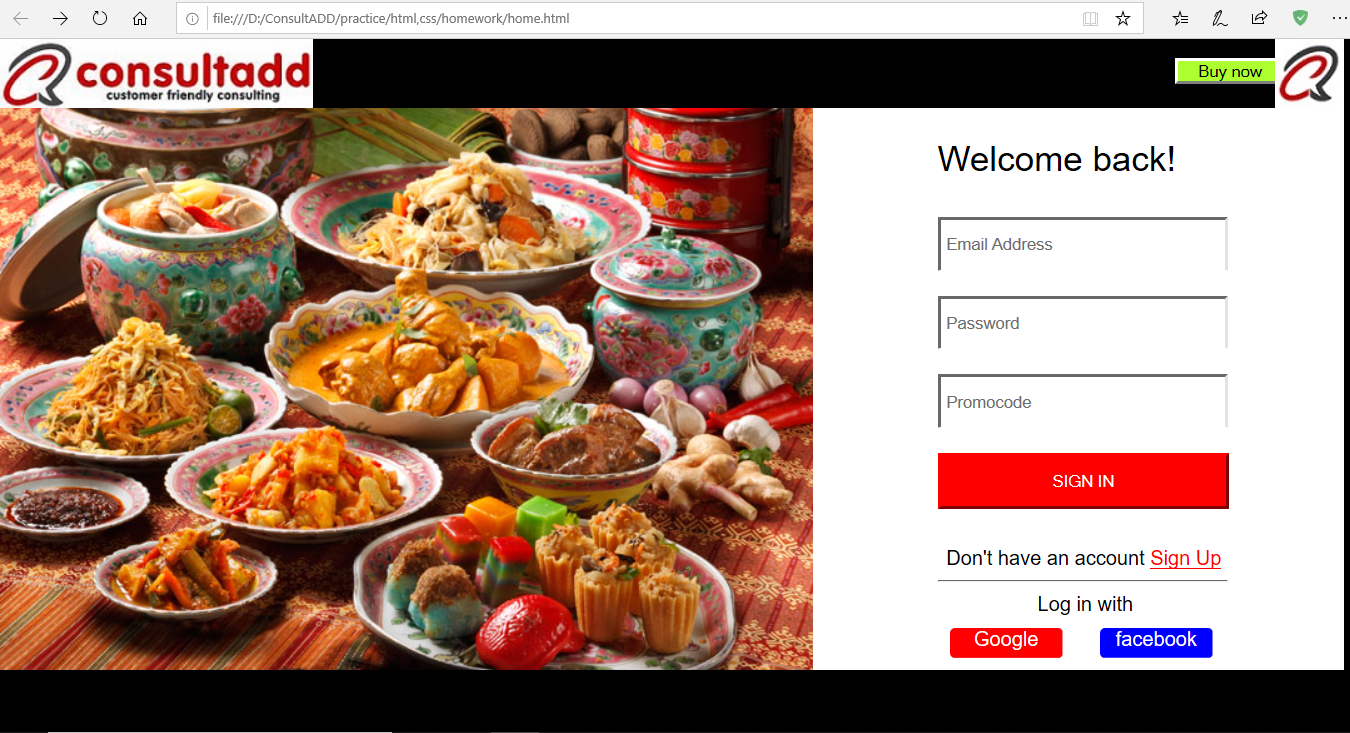 file:///D:/ConsultADD/practice/html,css/homework/home.html
consultadd
customer friendly consulting
Buy now
Welcome back!
Email Address
Password
Promocode
SIGN IN
Don't have an account Sign Up
Log in with
Google facebook